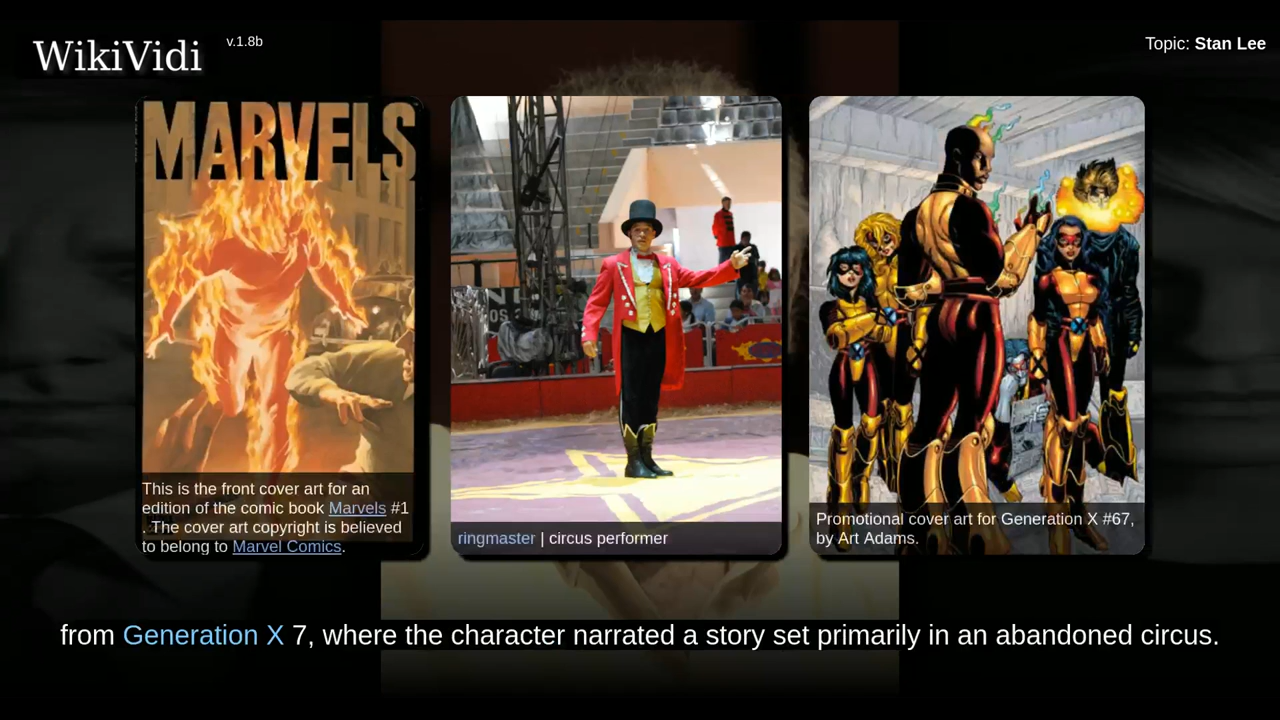 WikiVidi
v.1.8b
Topic: Stan Lee
MARVELS
This is the front cover art for an
edition of the comic book Marvels #1
. The cover art copyright is believed
to belong to Marvel Comics.
ringmaster | circus performer
Promotional cover art for Generation X #67,
by Art Adams.
from Generation X 7, where the character narrated a story set primarily in an abandoned circus.